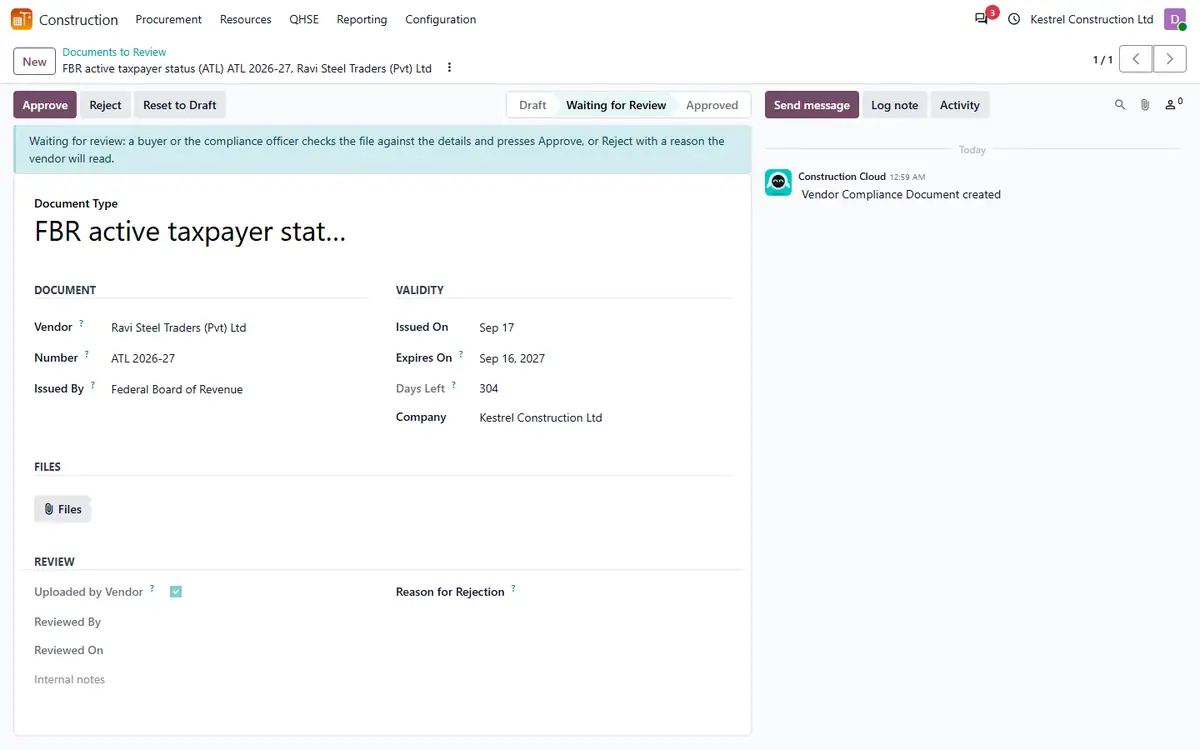 Construction Procurement Resources QHSE Reporting Configuration 3 Kestrel Construction Ltd D
New Documents to Review
FBR active taxpayer status (ATL) ATL 2026-27, Ravi Steel Traders (Pvt) Ltd
1 / 1
Approve Reject Reset to Draft Draft Waiting for Review Approved Send message Log note Activity 0
Waiting for review: a buyer or the compliance officer checks the file against the details and presses Approve, or Reject with a reason the
vendor will read.
Today
Construction Cloud 12:59 AM
Vendor Compliance Document created
Document Type
FBR active taxpayer stat...
DOCUMENT
Vendor ? Ravi Steel Traders (Pvt) Ltd
Number ? ATL 2026-27
Issued By ? Federal Board of Revenue
VALIDITY
Issued On Sep 17
Expires On ? Sep 16, 2027
Days Left ? 304
Company Kestrel Construction Ltd
FILES
Files
REVIEW
Uploaded by Vendor ?
Reviewed By
Reviewed On
Internal notes
Reason for Rejection ?